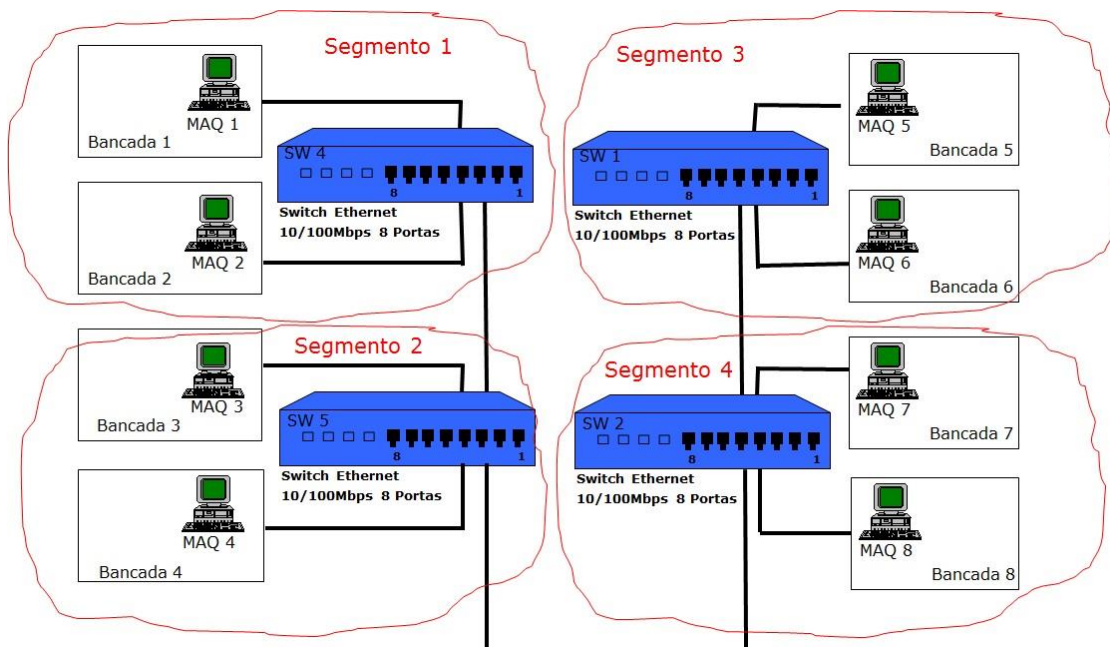 Segmento 1
MAQ 1
Bancada 1
SW 4
8
1
Switch Ethernet
10/100Mbps 8 Portas
MAQ 2
Bancada 2
Segmento 3
MAQ 5
Bancada 5
SW 1
8
1
Switch Ethernet
10/100Mbps 8 Portas
MAQ 6
Bancada 6
Segmento 2
MAQ 3
Bancada 3
SW 5
8
1
Switch Ethernet
10/100Mbps 8 Portas
MAQ 4
Bancada 4
Segmento 4
MAQ 7
Bancada 7
SW 2
8
1
Switch Ethernet
10/100Mbps 8 Portas
MAQ 8
Bancada 8